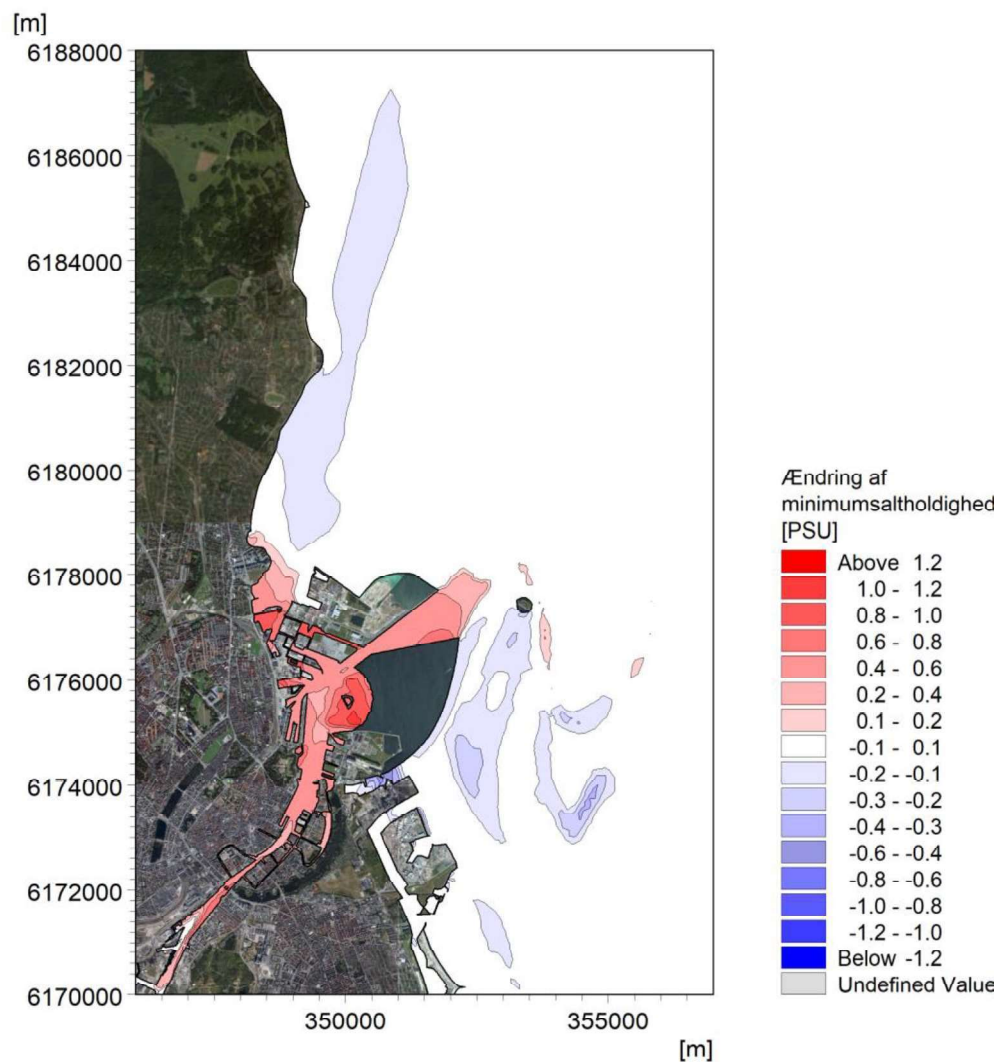 [m]
6188000
6186000
6184000
6182000
6180000
6178000
6176000
6174000
6172000
6170000
350000
355000
[m]
Ændring af
minimumsaltholdighed
[PSU]
Above 1.2
1.0 - 1.2
0.8 - 1.0
0.6 - 0.8
0.4 - 0.6
0.2 - 0.4
0.1 - 0.2
-0.1 - 0.1
-0.2 - -0.1
-0.3 - -0.2
-0.4 - -0.3
-0.6 - -0.4
-0.8 - -0.6
-1.0 - -0.8
-1.2 - -1.0
Below -1.2
Undefined Value